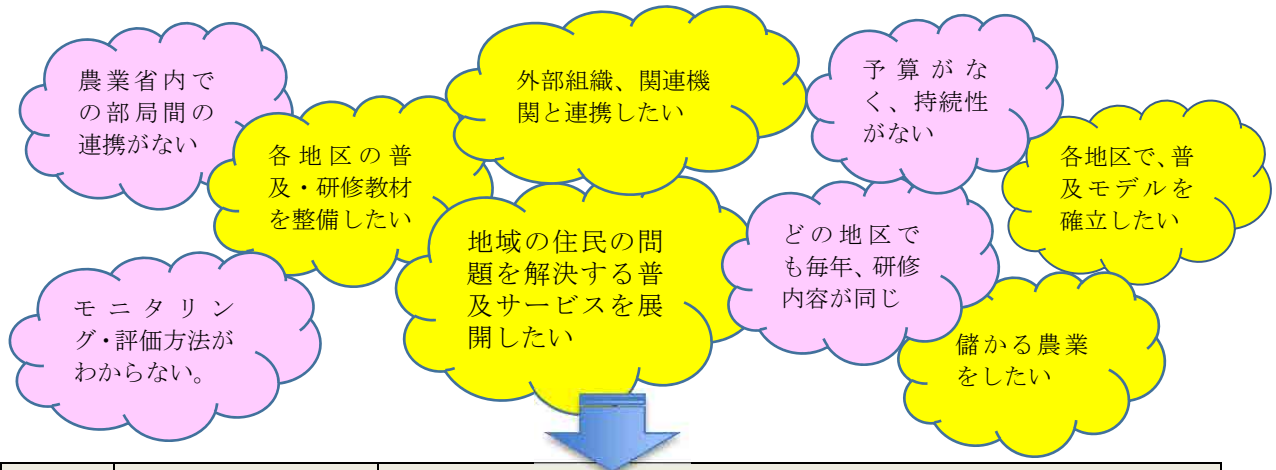 農業省内で
の部局間の
連携がない
外部組織、関連機
関と連携したい
予算がな
く、持続性
がない
各地区の普
及・研修教材
を整備したい
各地区で、普
及モデルを
確立したい
地域の住民の問
題を解決する普
及サービスを展
開したい
どの地区で
も毎年、研修
内容が同じ
モニタリン
グ・評価方法が
わからない。
儲かる農業
をしたい